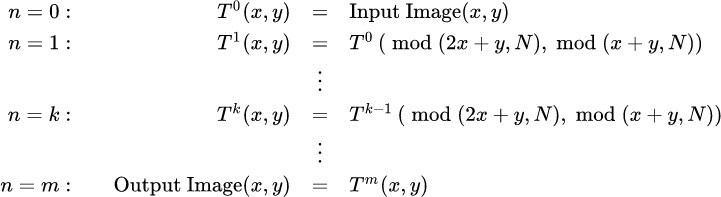 n = 0 : T^0(x, y) = Input Image(x, y)
n = 1 : T^1(x, y) = T^0 ( mod (2x + y, N), mod (x + y, N))
⋮
n = k : T^k(x, y) = T^{k−1} ( mod (2x + y, N), mod (x + y, N))
⋮
n = m : Output Image(x, y) = T^m(x, y)